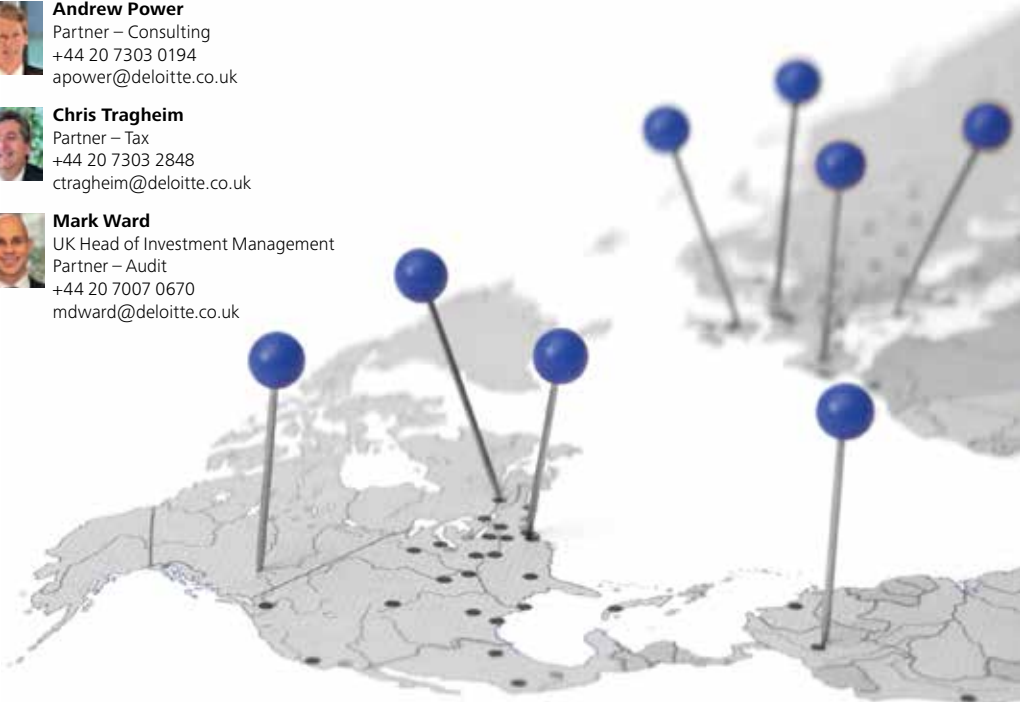 Andrew Power
Partner – Consulting
+44 20 7303 0194
apower@deloitte.co.uk
Chris Tragheim
Partner – Tax
+44 20 7303 2848
ctragheim@deloitte.co.uk
Mark Ward
UK Head of Investment Management
Partner – Audit
+44 20 7007 0670
mdward@deloitte.co.uk